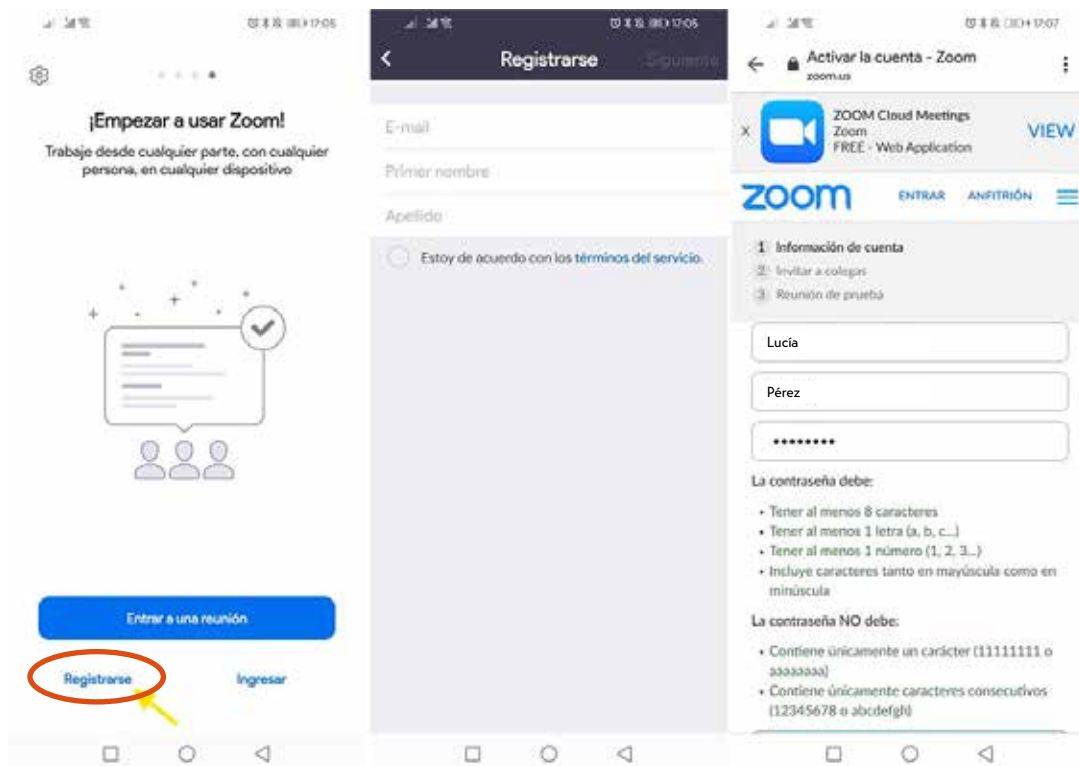 17:05
¡Empezar a usar Zoom!
Trabaje desde cualquier parte, con cualquier
persona, en cualquier dispositivo
Entrar a una reunión
Registrarse
Ingresar
17:05
Registrarse
Siguiente
E-mail
Primer nombre
Apellido
Estoy de acuerdo con los términos del servicio.
17:07
Activar la cuenta - Zoom
zoom.us
X
ZOOM Cloud Meetings
Zoom
FREE - Web Application
VIEW
zoom
ENTRAR
ANFITRIÓN
1 Información de cuenta
2 Invitar a colegas
3 Reunión de prueba
Lucía
Pérez
••••••••
La contraseña debe:
• Tener al menos 8 caracteres
• Tener al menos 1 letra (a, b, c...)
• Tener al menos 1 número (1, 2, 3...)
• Incluye caracteres tanto en mayúscula como en
minúscula
La contraseña NO debe:
• Contiene únicamente un carácter (11111111 o
aaaaaaaa)
• Contiene únicamente caracteres consecutivos
(12345678 o abcdefgh)